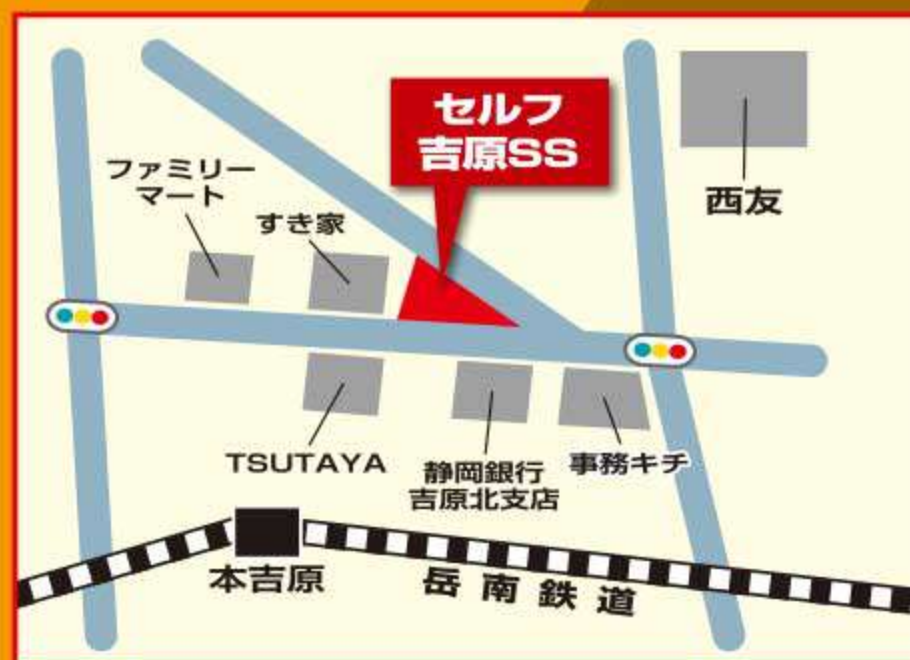 セルフ
吉原SS
ファミリー
マート
すき家
西友
TSUTAYA
静岡銀行
吉原北支店
事務キチ
本吉原
岳南鉄道